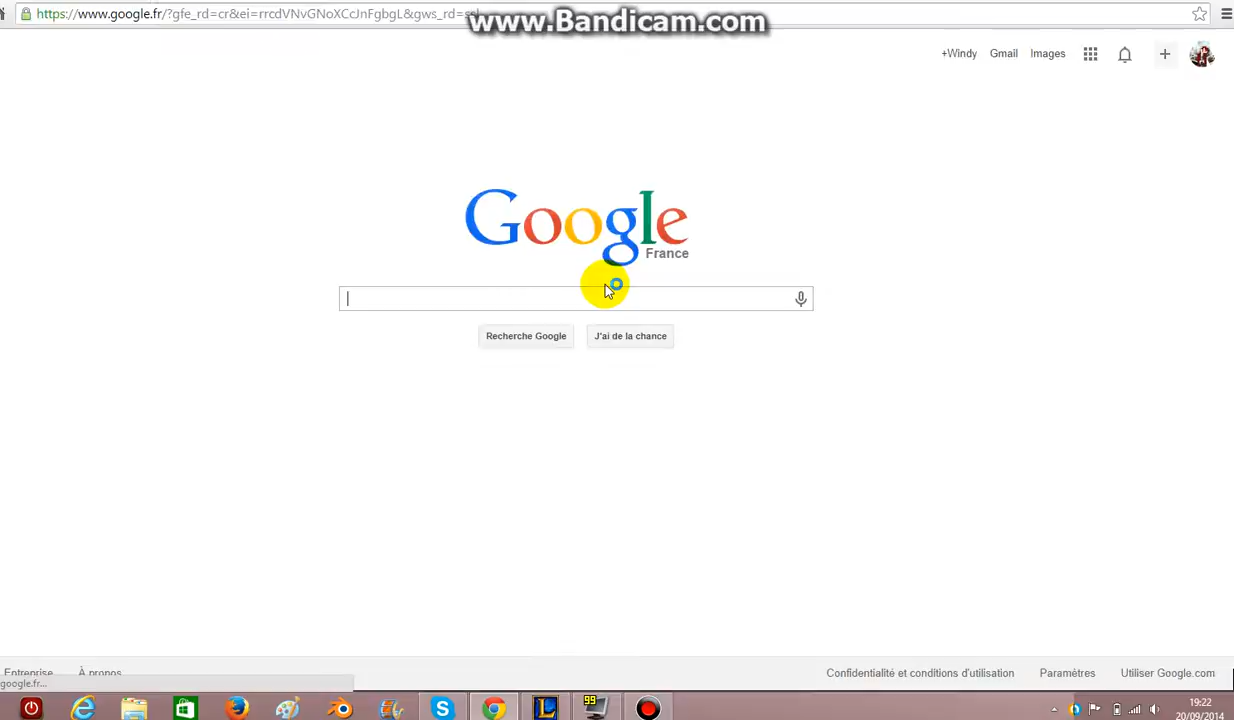 https://www.google.fr/?gfe_rd=cr&ei=rrcdVNvGNoXCcJnFgbgL&gws_rd=ssl
www.Bandicam.com
+Windy Gmail Images
Google
France
Recherche Google J'ai de la chance
Entreprise À propos Confidentialité et conditions d'utilisation Paramètres Utiliser Google.com
google.fr...
99
19:22
20/09/2014